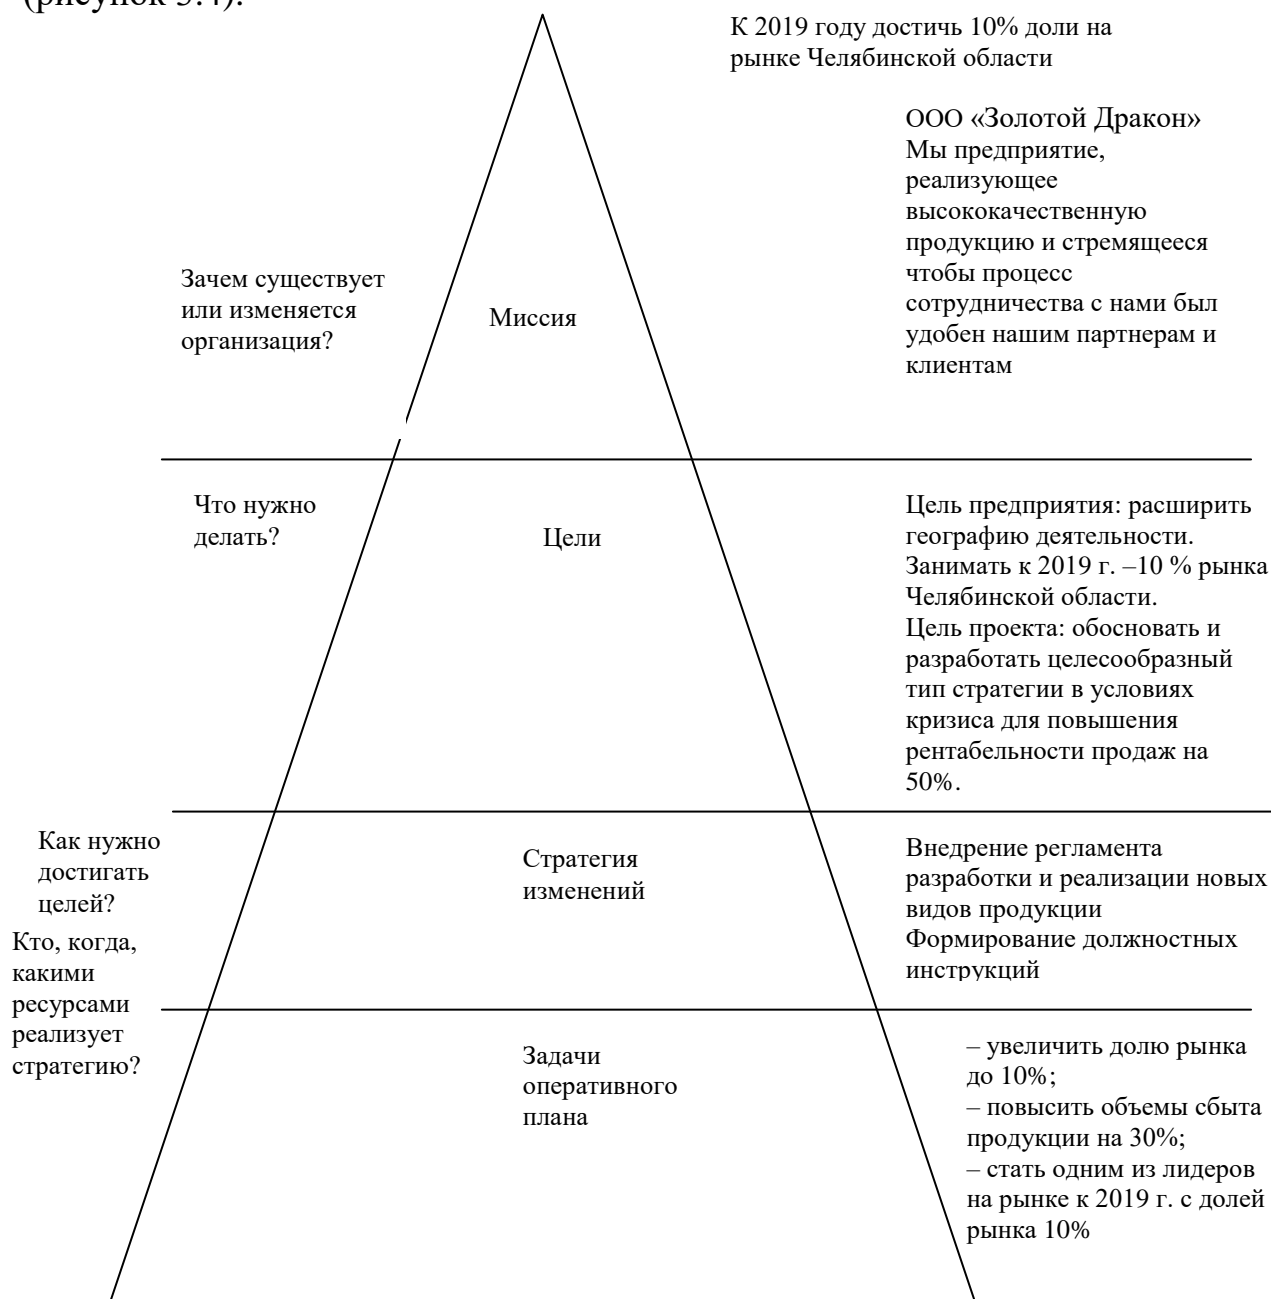 (рисунок 3.4).
К 2019 году достичь 10% доли на
рынке Челябинской области
ООО «Золотой Дракон»
Мы предприятие,
реализующее
высококачественную
продукцию и стремящееся
чтобы процесс
сотрудничества с нами был
удобен нашим партнерам и
клиентам
Зачем существует
или изменяется
организация?
Миссия
Что нужно
делать?
Цели
Цель предприятия: расширить
географию деятельности.
Занимать к 2019 г. –10 % рынка
Челябинской области.
Цель проекта: обосновать и
разработать целесообразный
тип стратегии в условиях
кризиса для повышения
рентабельности продаж на
50%.
Как нужно
достигать
целей?
Стратегия
изменений
Внедрение регламента
разработки и реализации новых
видов продукции
Формирование должностных
инструкций
Кто, когда,
какими
ресурсами
реализует
стратегию?
Задачи
оперативного
плана
– увеличить долю рынка
до 10%;
– повысить объемы сбыта
продукции на 30%;
– стать одним из лидеров
на рынке к 2019 г. с долей
рынка 10%